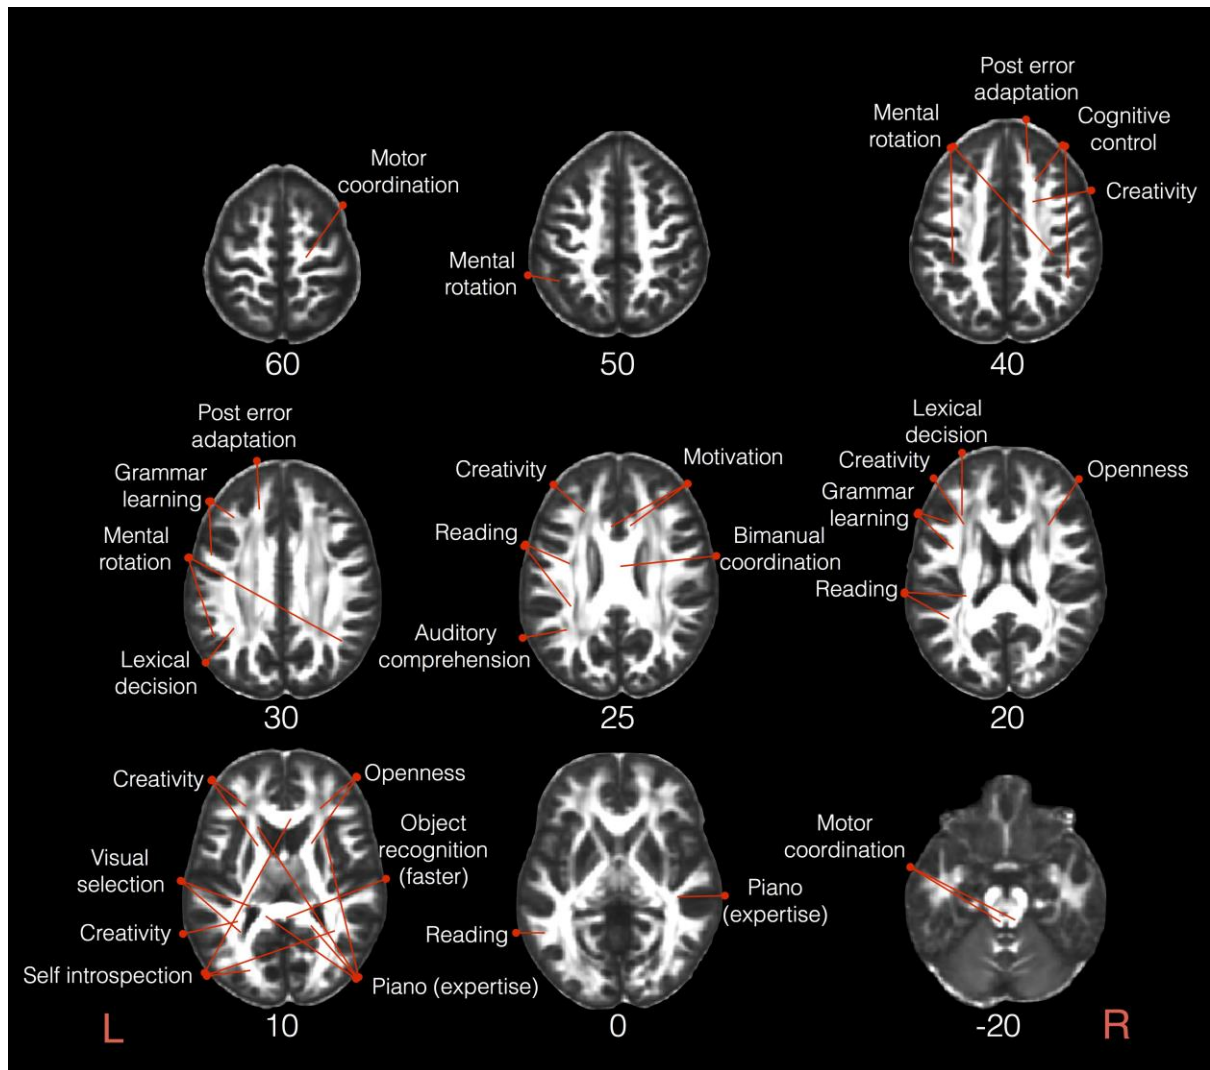 Motor
coordination
60
Mental
rotation
50
Post error
adaptation
Mental
rotation
Cognitive
control
Creativity
40
Post error
adaptation
Grammar
learning
Mental
rotation
Lexical
decision
30
Creativity
Motivation
Reading
Bimanual
coordination
Auditory
comprehension
25
Lexical
decision
Creativity
Openness
Grammar
learning
Reading
20
Creativity
Openness
Object
recognition
(faster)
Visual
selection
Creativity
Self introspection
Piano (expertise)
L
10
Piano
(expertise)
Reading
0
Motor
coordination
-20
R